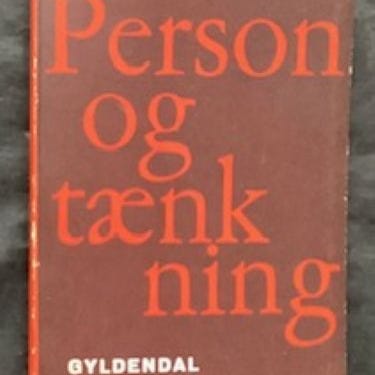 Person
og
tænk
ning
GYLDENDAL